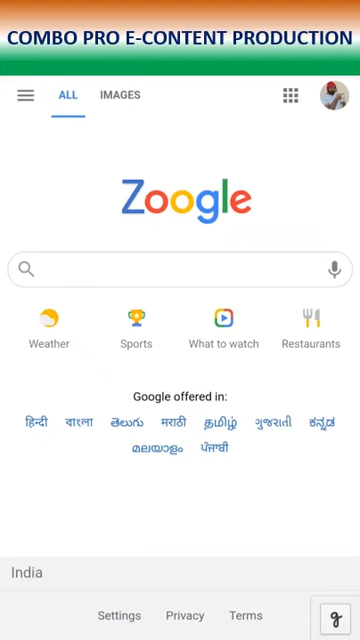 COMBO PRO E-CONTENT PRODUCTION
ALL IMAGES
Zoogle
Weather Sports What to watch Restaurants
Google offered in:
हिन्दी বাংলা తెలుగు मराठी தமிழ் ગુજરાતી ಕನ್ನಡ
മലയാളം ਪੰਜਾਬੀ
India
Settings Privacy Terms